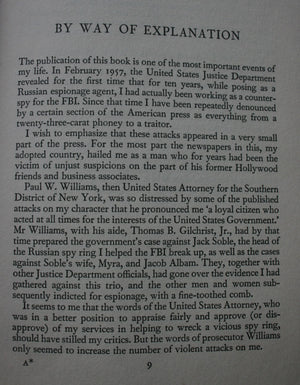 BY WAY OF EXPLANATION
The publication of this book is one of the most important events of
my life. In February 1957, the United States Justice Department
revealed for the first time that for ten years, while posing as a
Russian espionage agent, I had actually been working as a counter-
spy for the FBI. Since that time I have been repeatedly denounced
by a certain section of the American press as everything from a
twenty-three-carat phoney to a traitor.
I wish to emphasize that these attacks appeared in a very small
part of the press. For the most part the newspapers in this, my
adopted country, hailed me as a man who for years had been the
victim of unjust suspicions on the part of his former Hollywood
friends and business associates.
Paul W. Williams, then United States Attorney for the Southern
District of New York, was so distressed by some of the published
attacks on my character that he pronounced me 'a loyal citizen who
acted at all times for the interests of the United States Government.'
Mr Williams, with his aide, Thomas B. Gilchrist, Jr., had by that
time prepared the government's case against Jack Soble, the head of
the Russian spy ring I helped the FBI break up, as well as the cases
against Soble's wife, Myra, and Jacob Albam. They, together with
other Justice Department officials, had gone over the evidence I had
gathered against this trio, and the other men and women sub-
sequently indicted for espionage, with a fine-toothed comb.
It seems to me that the words of the United States Attorney, who
was in a better position to appraise fairly and approve (or dis-
approve) of my services in helping to wreck a vicious spy ring,
should have stilled my critics. But the words of prosecutor Williams
only seemed to increase the number of violent attacks on me.
A*
9